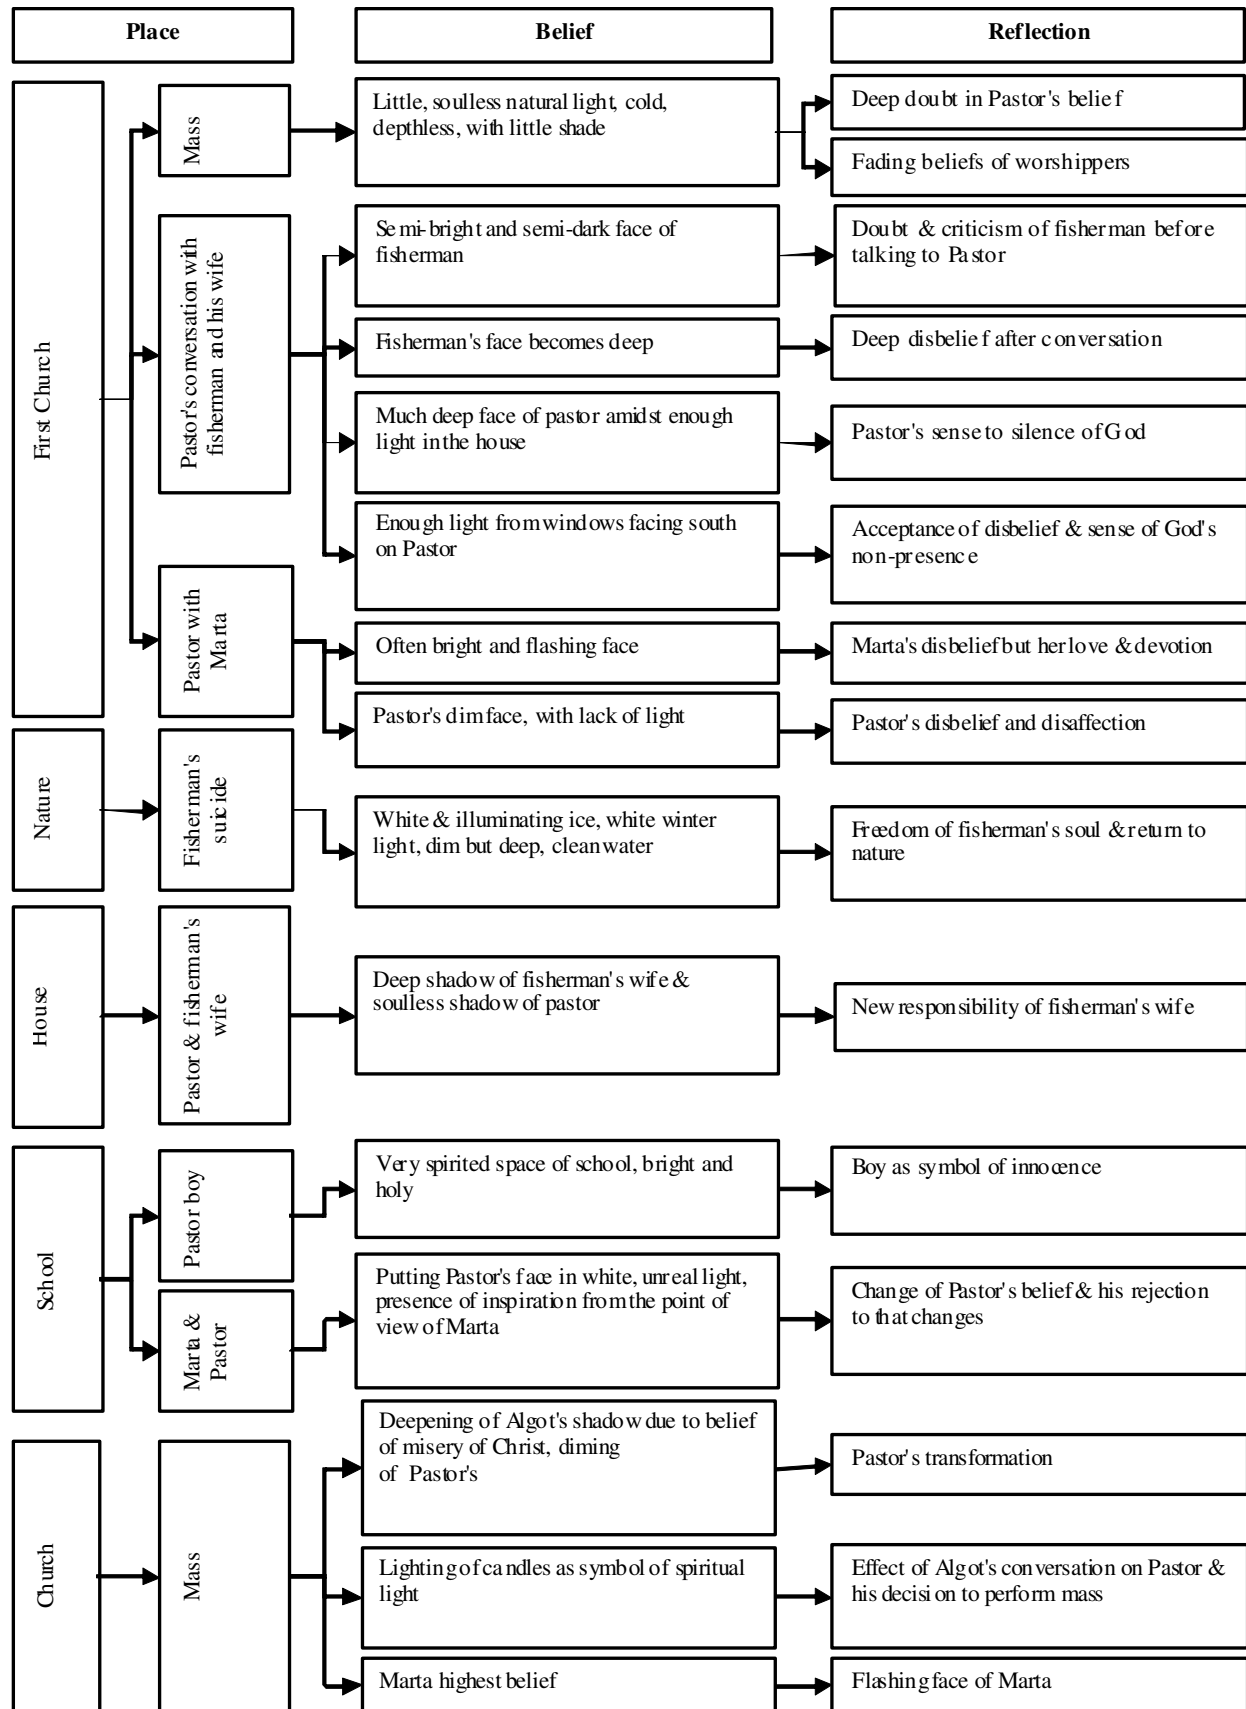 Place
Belief
Reflection
First Church
Mass
Little, soulless natural light, cold,
depthless, with little shade
Deep doubt in Pastor's belief
Fading beliefs of worshippers
Pastor's conversation with
fisherman and his wife
Semi-bright and semi-dark face of
fisherman
Doubt & criticism of fisherman before
talking to Pastor
Fisherman's face becomes deep
Deep disbelief after conversation
Much deep face of pastor amidst enough
light in the house
Pastor's sense to silence of God
Enough light from windows facing south
on Pastor
Acceptance of disbelief & sense of God's
non-presence
Pastor with
Marta
Often bright and flashing face
Marta's disbelief but her love & devotion
Pastor's dim face, with lack of light
Pastor's disbelief and disaffection
Nature
Fisherman's
suicide
White & illuminating ice, white winter
light, dim but deep, clean water
Freedom of fisherman's soul & return to
nature
House
Pastor & fisherman's
wife
Deep shadow of fisherman's wife &
soulless shadow of pastor
New responsibility of fisherman's wife
School
Pastor boy
Very spirited space of school, bright and
holy
Boy as symbol of innocence
Marta &
Pastor
Putting Pastor's face in white, unreal light,
presence of inspiration from the point of
view of Marta
Change of Pastor's belief & his rejection
to that changes
Church
Mass
Deepening of Algot's shadow due to belief
of misery of Christ, diming
of Pastor's
Pastor's transformation
Lighting of candles as symbol of spiritual
light
Effect of Algot's conversation on Pastor &
his decision to perform mass
Marta highest belief
Flashing face of Marta